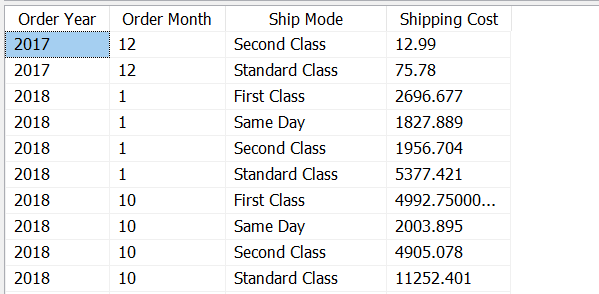 Order Year Order Month Ship Mode Shipping Cost
2017 12 Second Class 12.99
2017 12 Standard Class 75.78
2018 1 First Class 2696.677
2018 1 Same Day 1827.889
2018 1 Second Class 1956.704
2018 1 Standard Class 5377.421
2018 10 First Class 4992.75000...
2018 10 Same Day 2003.895
2018 10 Second Class 4905.078
2018 10 Standard Class 11252.401